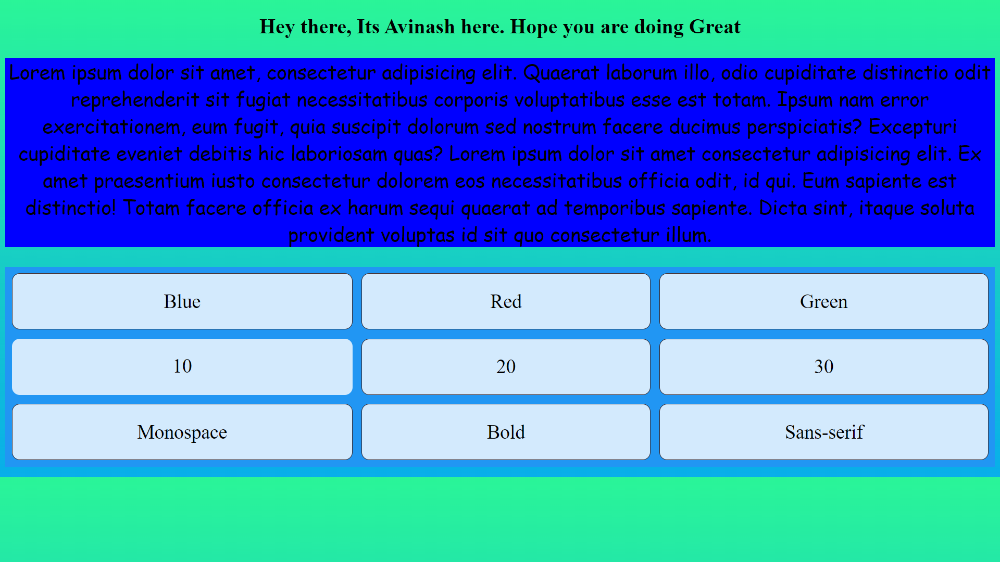 Hey there, Its Avinash here. Hope you are doing Great
Lorem ipsum dolor sit amet, consectetur adipisicing elit. Quaerat laborum illo, odio cupiditate distinctio odit
reprehenderit sit fugiat necessitatibus corporis voluptatibus esse est totam. Ipsum nam error
exercitationem, eum fugit, quia suscipit dolorum sed nostrum facere ducimus perspiciatis? Excepturi
cupiditate eveniet debitis hic laboriosam quas? Lorem ipsum dolor sit amet consectetur adipisicing elit. Ex
amet praesentium iusto consectetur dolorem eos necessitatibus officia odit, id qui. Eum sapiente est
distinctio! Totam facere officia ex harum sequi quaerat ad temporibus sapiente. Dicta sint, itaque soluta
provident voluptas id sit quo consectetur illum.
Blue
Red
Green
10
20
30
Monospace
Bold
Sans-serif